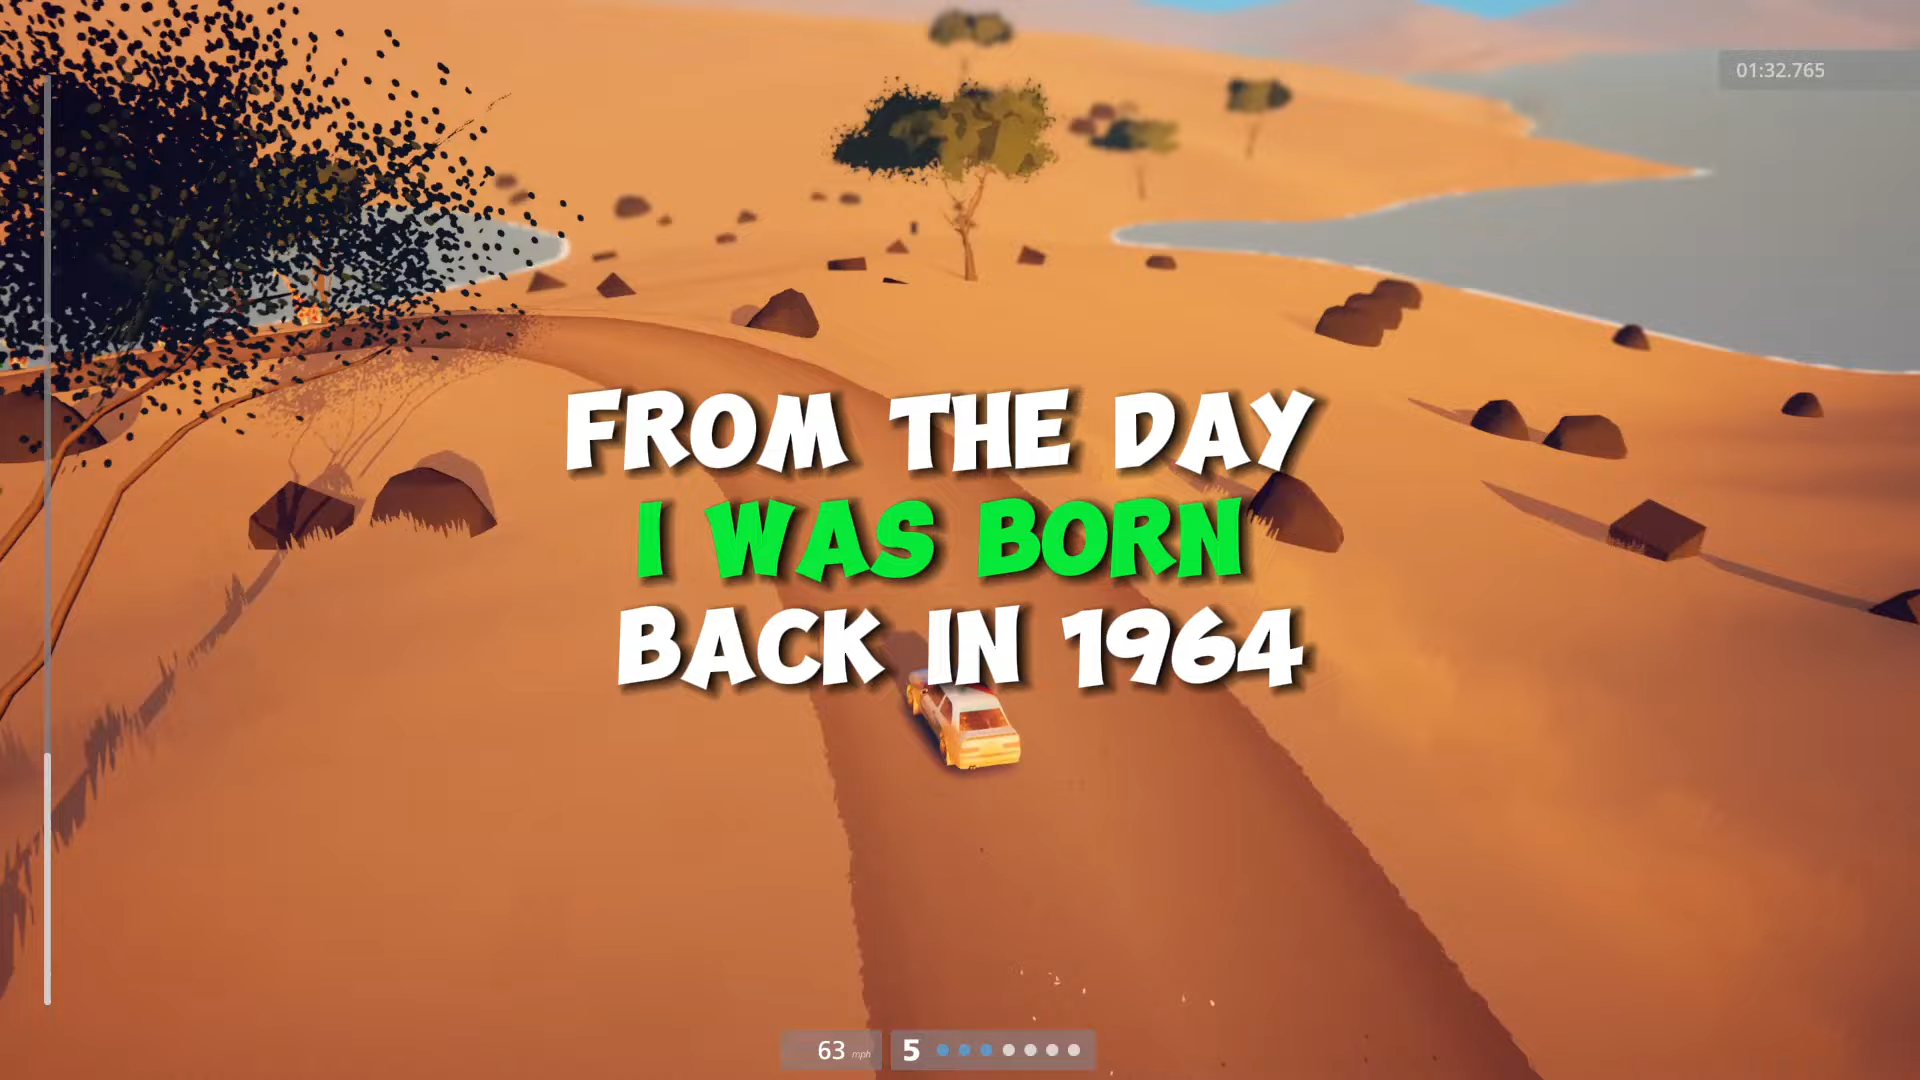 01:32.765
FROM THE DAY
I WAS BORN
BACK IN 1964
63 mph 5